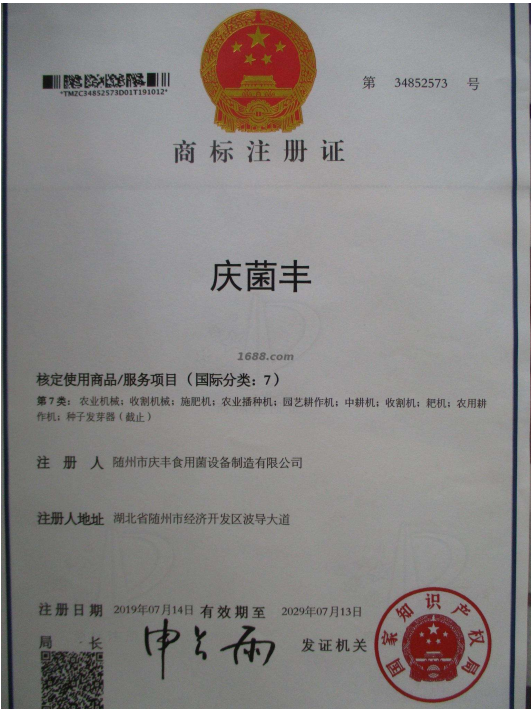 *TMZC34852573D01T191012*
第 34852573 号
商标注册证
庆菌丰
1688.com
核定使用商品/服务项目（国际分类：7）
第7类：农业机械；收割机械；施肥机；农业播种机；园艺耕作机；中耕机；收割机；耙机；农用耕
作机；种子发芽器（截止）
注册人 随州市庆丰食用菌设备制造有限公司
注册人地址 湖北省随州市经济开发区波导大道
注册日期 2019年07月14日 有效期至 2029年07月13日
局长 申长雨 发证机关
国家知识产权局